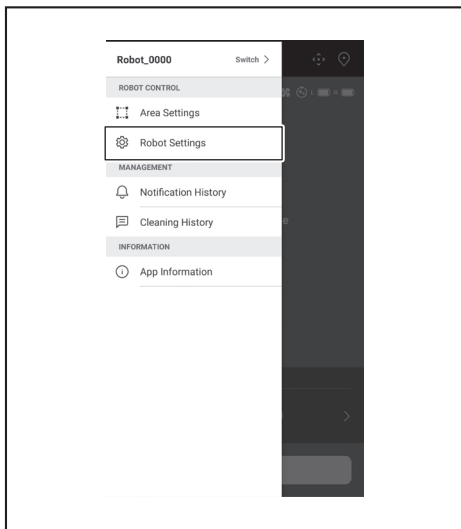 Robot_0000
Switch >
ROBOT CONTROL
Area Settings
Robot Settings
MANAGEMENT
Notification History
Cleaning History
INFORMATION
App Information